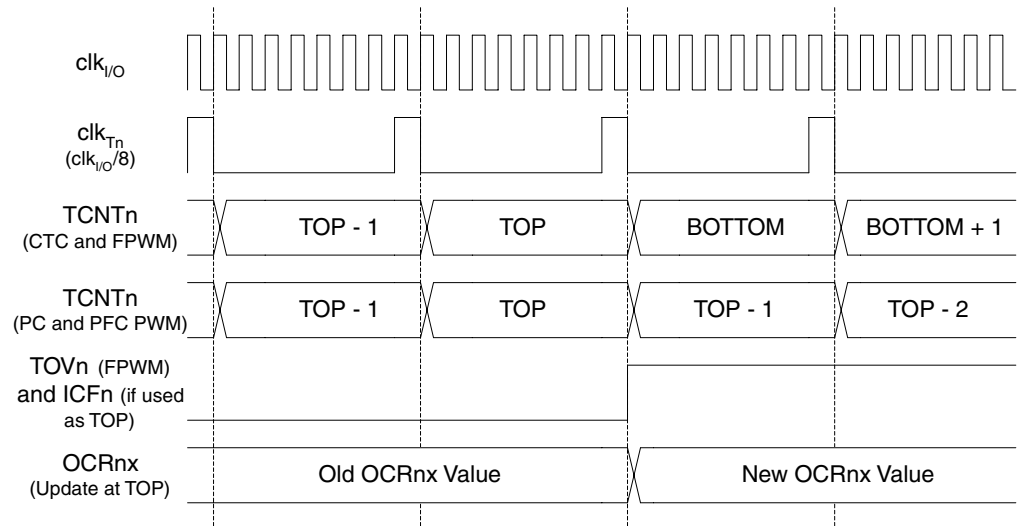 clkI/O
clkTn
(clkI/O/8)
TCNTn
(CTC and FPWM)
TOP - 1
TOP
BOTTOM
BOTTOM + 1
TCNTn
(PC and PFC PWM)
TOP - 1
TOP
TOP - 1
TOP - 2
TOVn (FPWM)
and ICFn (if used
as TOP)
OCRnx
(Update at TOP)
Old OCRnx Value
New OCRnx Value